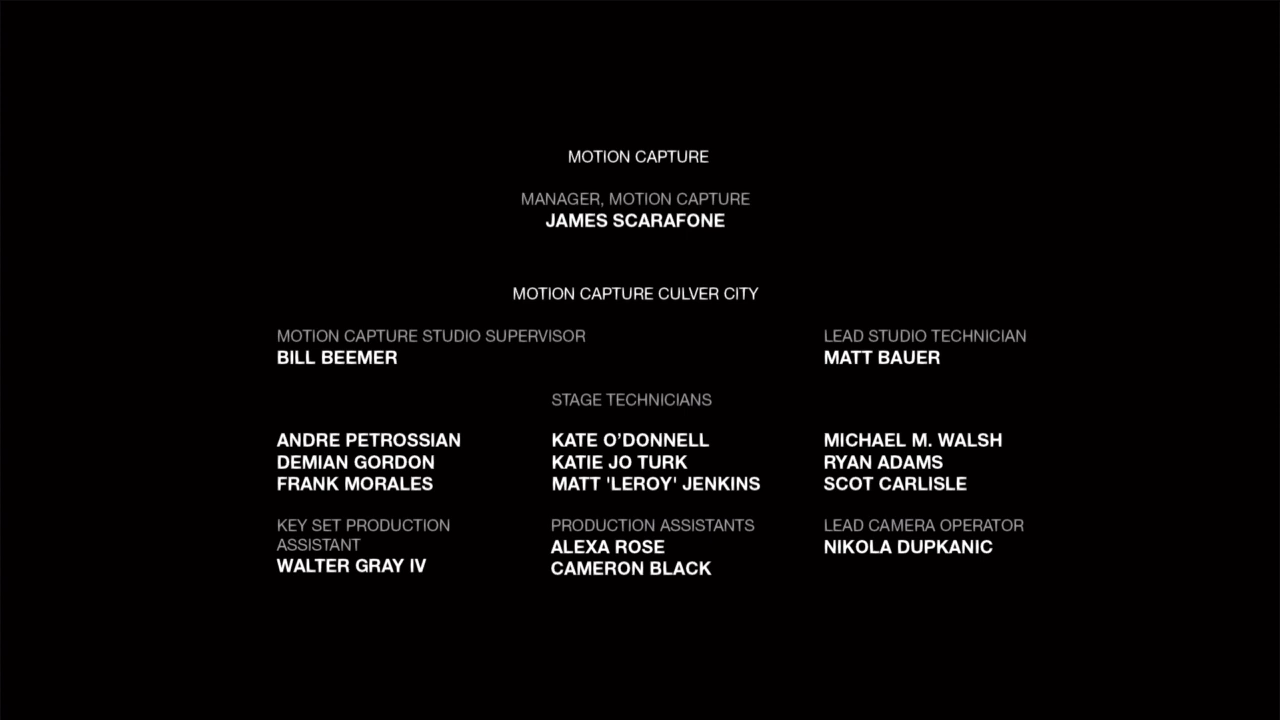 MOTION CAPTURE
MANAGER, MOTION CAPTURE
JAMES SCARAFONE
MOTION CAPTURE CULVER CITY
MOTION CAPTURE STUDIO SUPERVISOR
BILL BEEMER
LEAD STUDIO TECHNICIAN
MATT BAUER
STAGE TECHNICIANS
ANDRE PETROSSIAN
DEMIAN GORDON
FRANK MORALES
KATE O’DONNELL
KATIE JO TURK
MATT 'LEROY' JENKINS
MICHAEL M. WALSH
RYAN ADAMS
SCOT CARLISLE
KEY SET PRODUCTION
ASSISTANT
WALTER GRAY IV
PRODUCTION ASSISTANTS
ALEXA ROSE
CAMERON BLACK
LEAD CAMERA OPERATOR
NIKOLA DUPKANIC